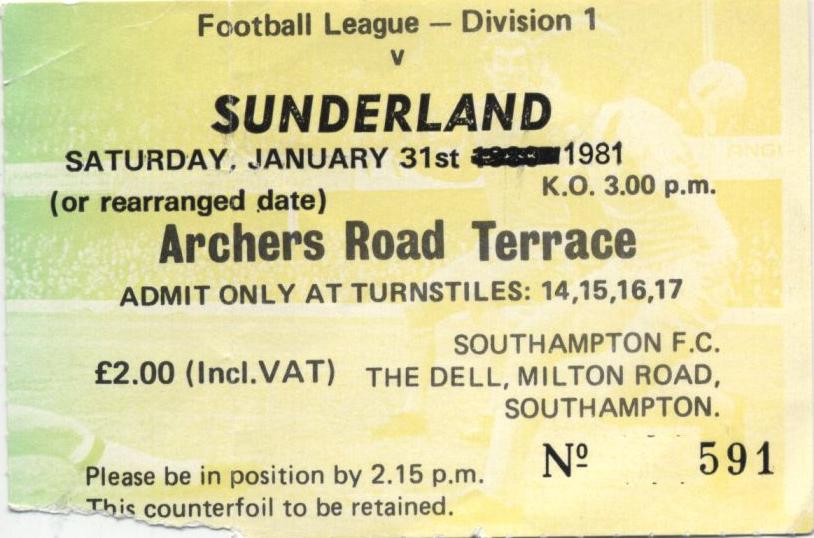 Football League – Division 1
v
SUNDERLAND
SATURDAY, JANUARY 31st 1981
K.O. 3.00 p.m.
(or rearranged date)
Archers Road Terrace
ADMIT ONLY AT TURNSTILES: 14,15,16,17
SOUTHAMPTON F.C.
£2.00 (Incl.VAT) THE DELL, MILTON ROAD,
SOUTHAMPTON.
Nº 591
Please be in position by 2.15 p.m.
This counterfoil to be retained.